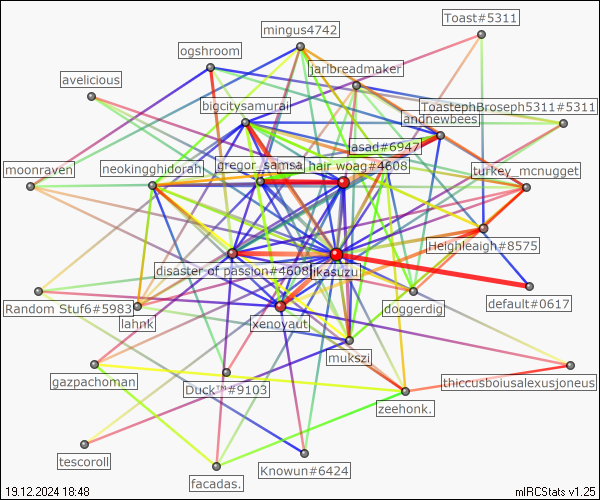 Toast#5311
mingus4742
ogshroom
jarlbreadmaker
avelicious
bigcitysamurai
ToastephBroseph5311#5311
andnewbees
asad#6947
moonraven
neokingghidorah
gregor_samsa
hair woag#4608
turkey_mcnugget
Heighleaigh#8575
disaster of passion#4608
jikasuzu
default#0617
Random Stuf6#5983
doggerdig
lahnk
xenoyaut
mukszi
gazpachoman
Duck™#9103
thiccusboiusalexusjoneus
zeehonk.
tescoroll
Knowun#6424
facadas.
19.12.2024 18:48
mIRCStats v1.25